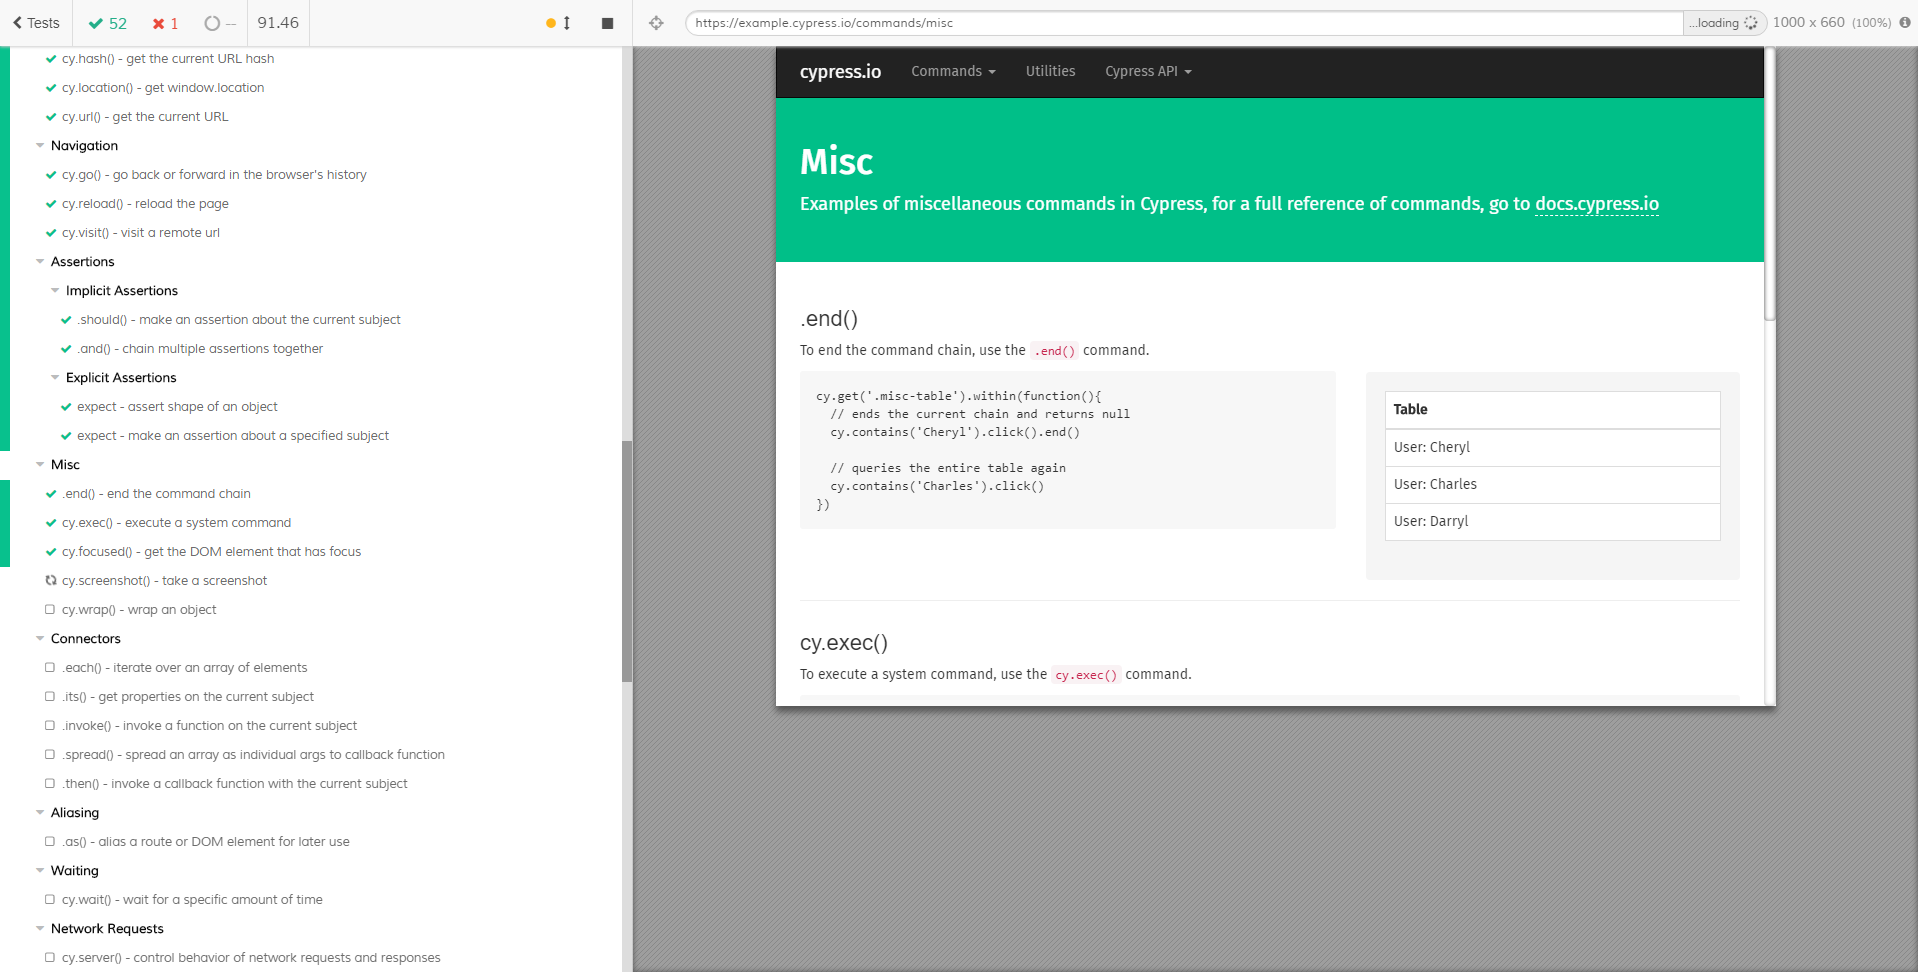 Tests 52 1 -- 91.46
https://example.cypress.io/commands/misc ...loading 1000 x 660 (100%)
cy.hash() - get the current URL hash
cy.location() - get window.location
cy.url() - get the current URL
Navigation
cy.go() - go back or forward in the browser's history
cy.reload() - reload the page
cy.visit() - visit a remote url
Assertions
Implicit Assertions
.should() - make an assertion about the current subject
.and() - chain multiple assertions together
Explicit Assertions
expect - assert shape of an object
expect - make an assertion about a specified subject
Misc
.end() - end the command chain
cy.exec() - execute a system command
cy.focused() - get the DOM element that has focus
cy.screenshot() - take a screenshot
cy.wrap() - wrap an object
Connectors
.each() - iterate over an array of elements
.its() - get properties on the current subject
.invoke() - invoke a function on the current subject
.spread() - spread an array as individual args to callback function
.then() - invoke a callback function with the current subject
Aliasing
.as() - alias a route or DOM element for later use
Waiting
cy.wait() - wait for a specific amount of time
Network Requests
cy.server() - control behavior of network requests and responses
cypress.io Commands Utilities Cypress API
Misc
Examples of miscellaneous commands in Cypress, for a full reference of commands, go to docs.cypress.io
.end()
To end the command chain, use the .end() command.
cy.get('.misc-table').within(function(){
// ends the current chain and returns null
cy.contains('Cheryl').click().end()
// queries the entire table again
cy.contains('Charles').click()
})
Table
User: Cheryl
User: Charles
User: Darryl
cy.exec()
To execute a system command, use the cy.exec() command.